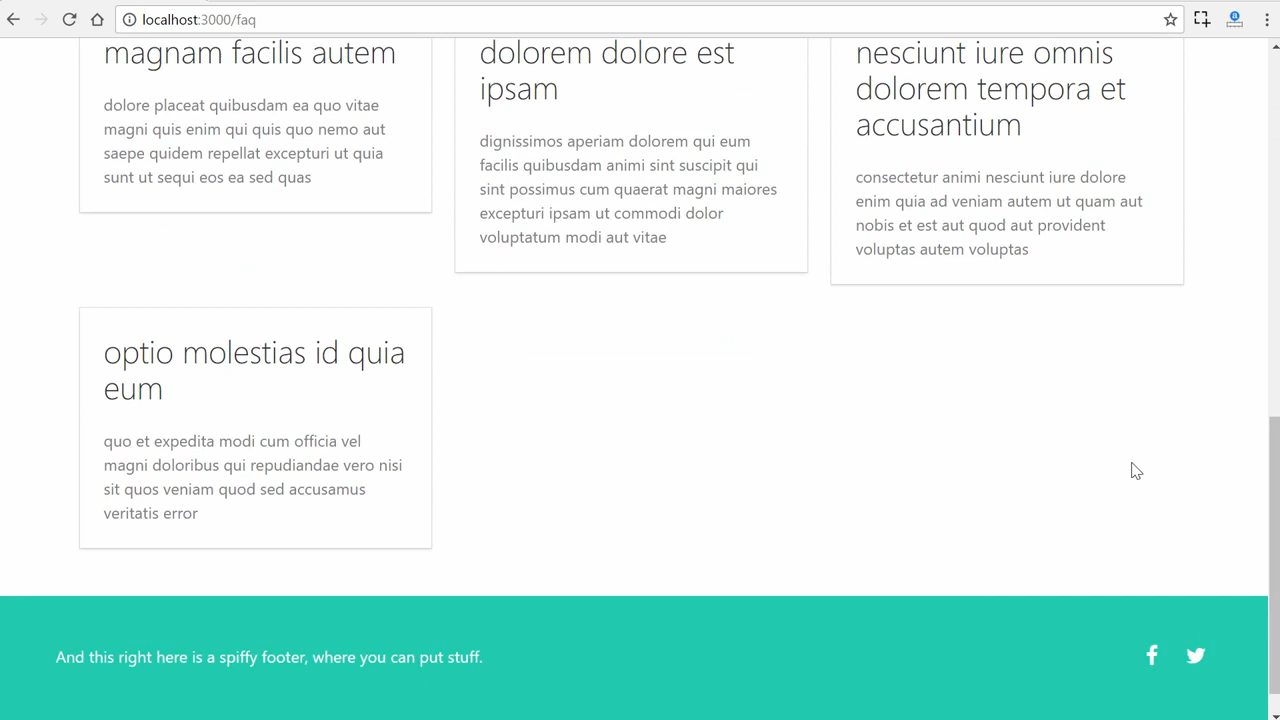 localhost:3000/faq
magnam facilis autem
dolore placeat quibusdam ea quo vitae
magni quis enim qui quis quo nemo aut
saepe quidem repellat excepturi ut quia
sunt ut sequi eos ea sed quas
dolorem dolore est
ipsam
dignissimos aperiam dolorem qui eum
facilis quibusdam animi sint suscipit qui
sint possimus cum quaerat magni maiores
excepturi ipsam ut commodi dolor
voluptatum modi aut vitae
nesciunt iure omnis
dolorem tempora et
accusantium
consectetur animi nesciunt iure dolore
enim quia ad veniam autem ut quam aut
nobis et est aut quod aut provident
voluptas autem voluptas
optio molestias id quia
eum
quo et expedita modi cum officia vel
magni doloribus qui repudiandae vero nisi
sit quos veniam quod sed accusamus
veritatis error
And this right here is a spiffy footer, where you can put stuff.